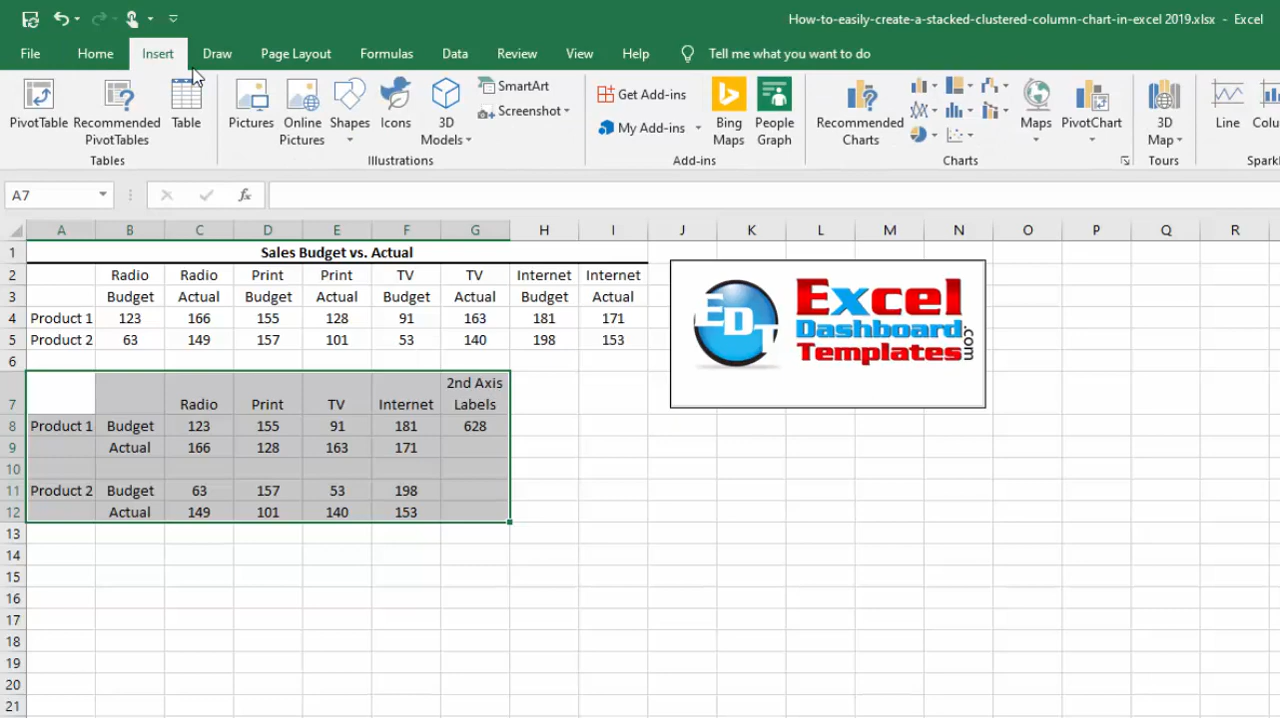 How-to-easily-create-a-stacked-clustered-column-chart-in-excel 2019.xlsx - Excel
File Home Insert Draw Page Layout Formulas Data Review View Help Tell me what you want to do
PivotTable Recommended PivotTables Table
Pictures Online Pictures Shapes Icons 3D Models SmartArt Screenshot
Get Add-ins My Add-ins Bing Maps People Graph
Recommended Charts Maps PivotChart 3D Map Line
Tables Illustrations Add-ins Charts Tours
A7 fx
A B C D E F G H I J K L M N O P Q R
1 Sales Budget vs. Actual
2 Radio Radio Print Print TV TV Internet Internet
3 Budget Actual Budget Actual Budget Actual Budget Actual
4 Product 1 123 166 155 128 91 163 181 171
5 Product 2 63 149 157 101 53 140 198 153
6
2nd Axis
7 Radio Print TV Internet Labels
8 Product 1 Budget 123 155 91 181 628
9 Actual 166 128 163 171
10
11 Product 2 Budget 63 157 53 198
12 Actual 149 101 140 153
13
14
15
16
17
18
19
20
21
EDT
Excel
Dashboard
Templates
.com